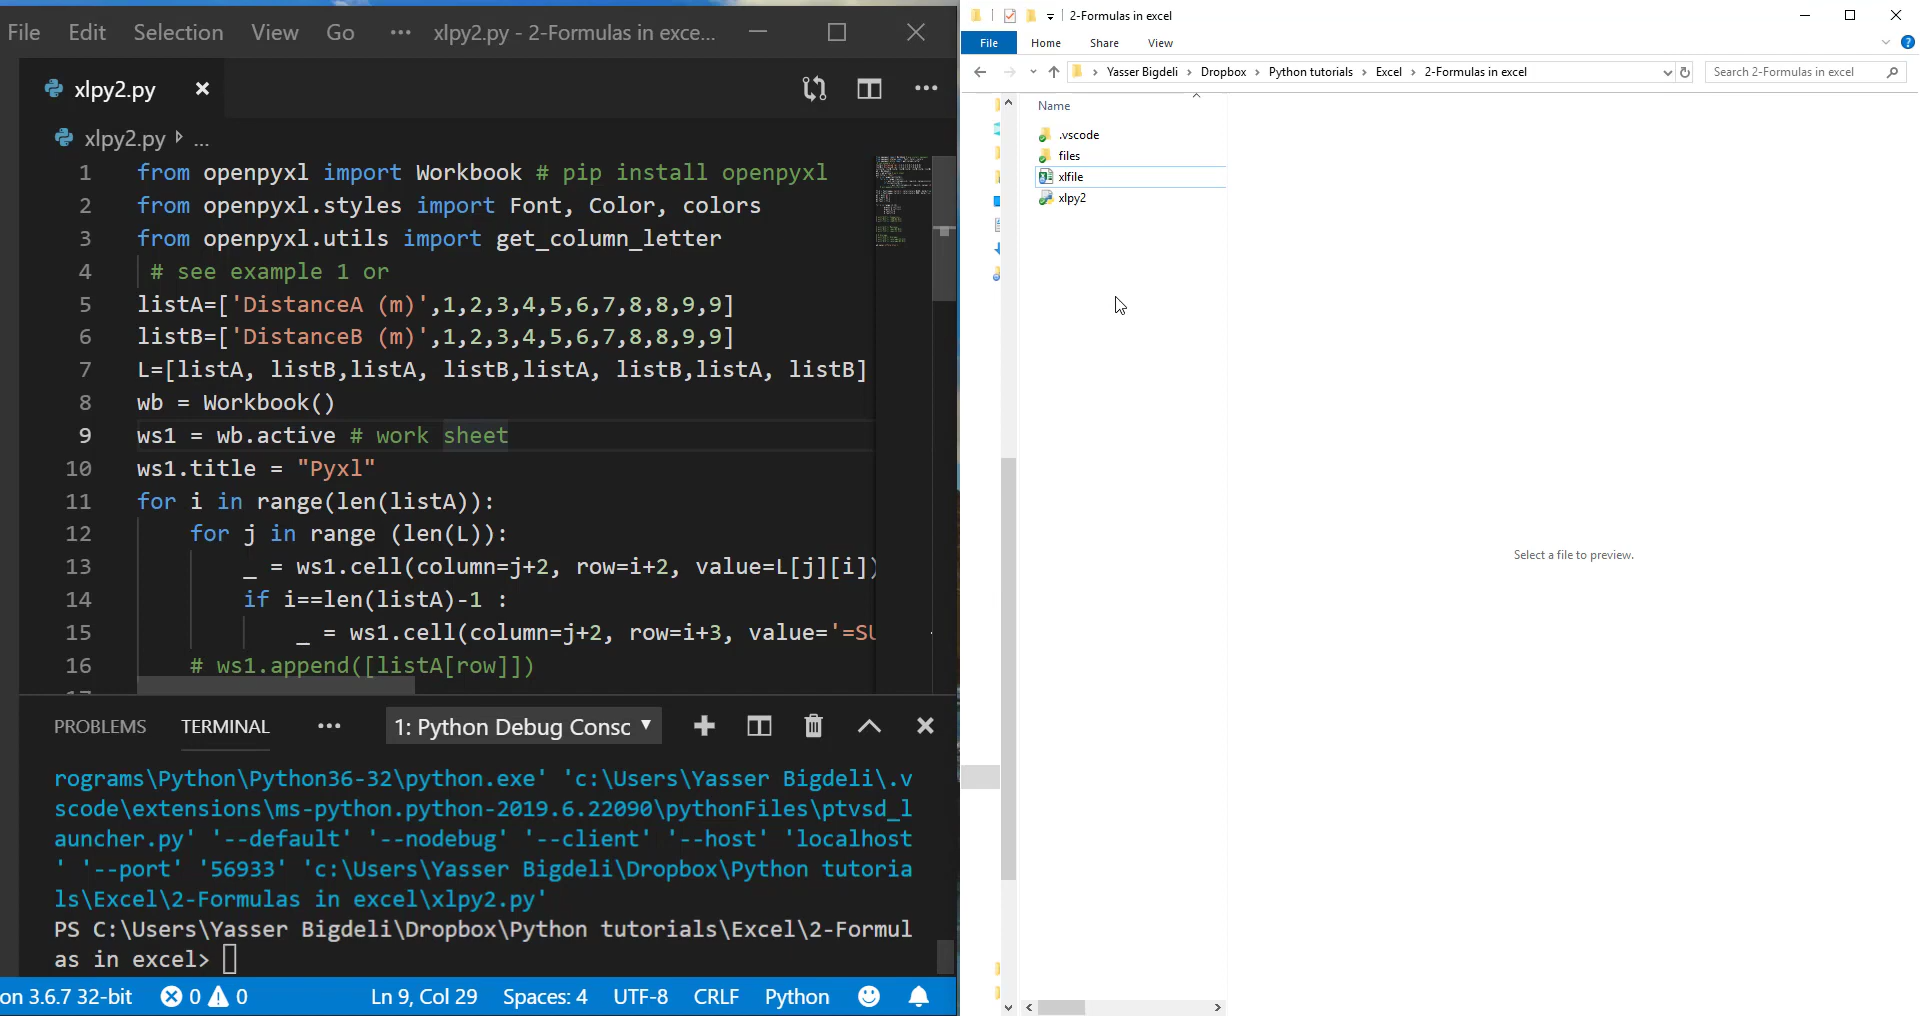 File Edit Selection View Go ··· xlpy2.py - 2-Formulas in exce...
xlpy2.py
xlpy2.py ...
1 from openpyxl import Workbook # pip install openpyxl
2 from openpyxl.styles import Font, Color, colors
3 from openpyxl.utils import get_column_letter
4 # see example 1 or
5 listA=['DistanceA (m)',1,2,3,4,5,6,7,8,8,9,9]
6 listB=['DistanceB (m)',1,2,3,4,5,6,7,8,8,9,9]
7 L=[listA, listB,listA, listB,listA, listB,listA, listB]
8 wb = Workbook()
9 ws1 = wb.active # work sheet
10 ws1.title = "Pyxl"
11 for i in range(len(listA)):
12 for j in range (len(L)):
13 _ = ws1.cell(column=j+2, row=i+2, value=L[j][i])
14 if i==len(listA)-1 :
15 _ = ws1.cell(column=j+2, row=i+3, value='=SU
16 # ws1.append([listA[row]])
PROBLEMS TERMINAL ··· 1: Python Debug Consc
rograms\Python\Python36-32\python.exe' 'c:\Users\Yasser Bigdeli\.v
scode\extensions\ms-python.python-2019.6.22090\pythonFiles\ptvsd_l
auncher.py' '--default' '--nodebug' '--client' '--host' 'localhost
' '--port' '56933' 'c:\Users\Yasser Bigdeli\Dropbox\Python tutoria
ls\Excel\2-Formulas in excel\xlpy2.py'
PS C:\Users\Yasser Bigdeli\Dropbox\Python tutorials\Excel\2-Formul
as in excel>
on 3.6.7 32-bit 0 0 Ln 9, Col 29 Spaces: 4 UTF-8 CRLF Python
2-Formulas in excel
File Home Share View
Yasser Bigdeli Dropbox Python tutorials Excel 2-Formulas in excel Search 2-Formulas in excel
Name
.vscode
files
xlfile
xlpy2
Select a file to preview.